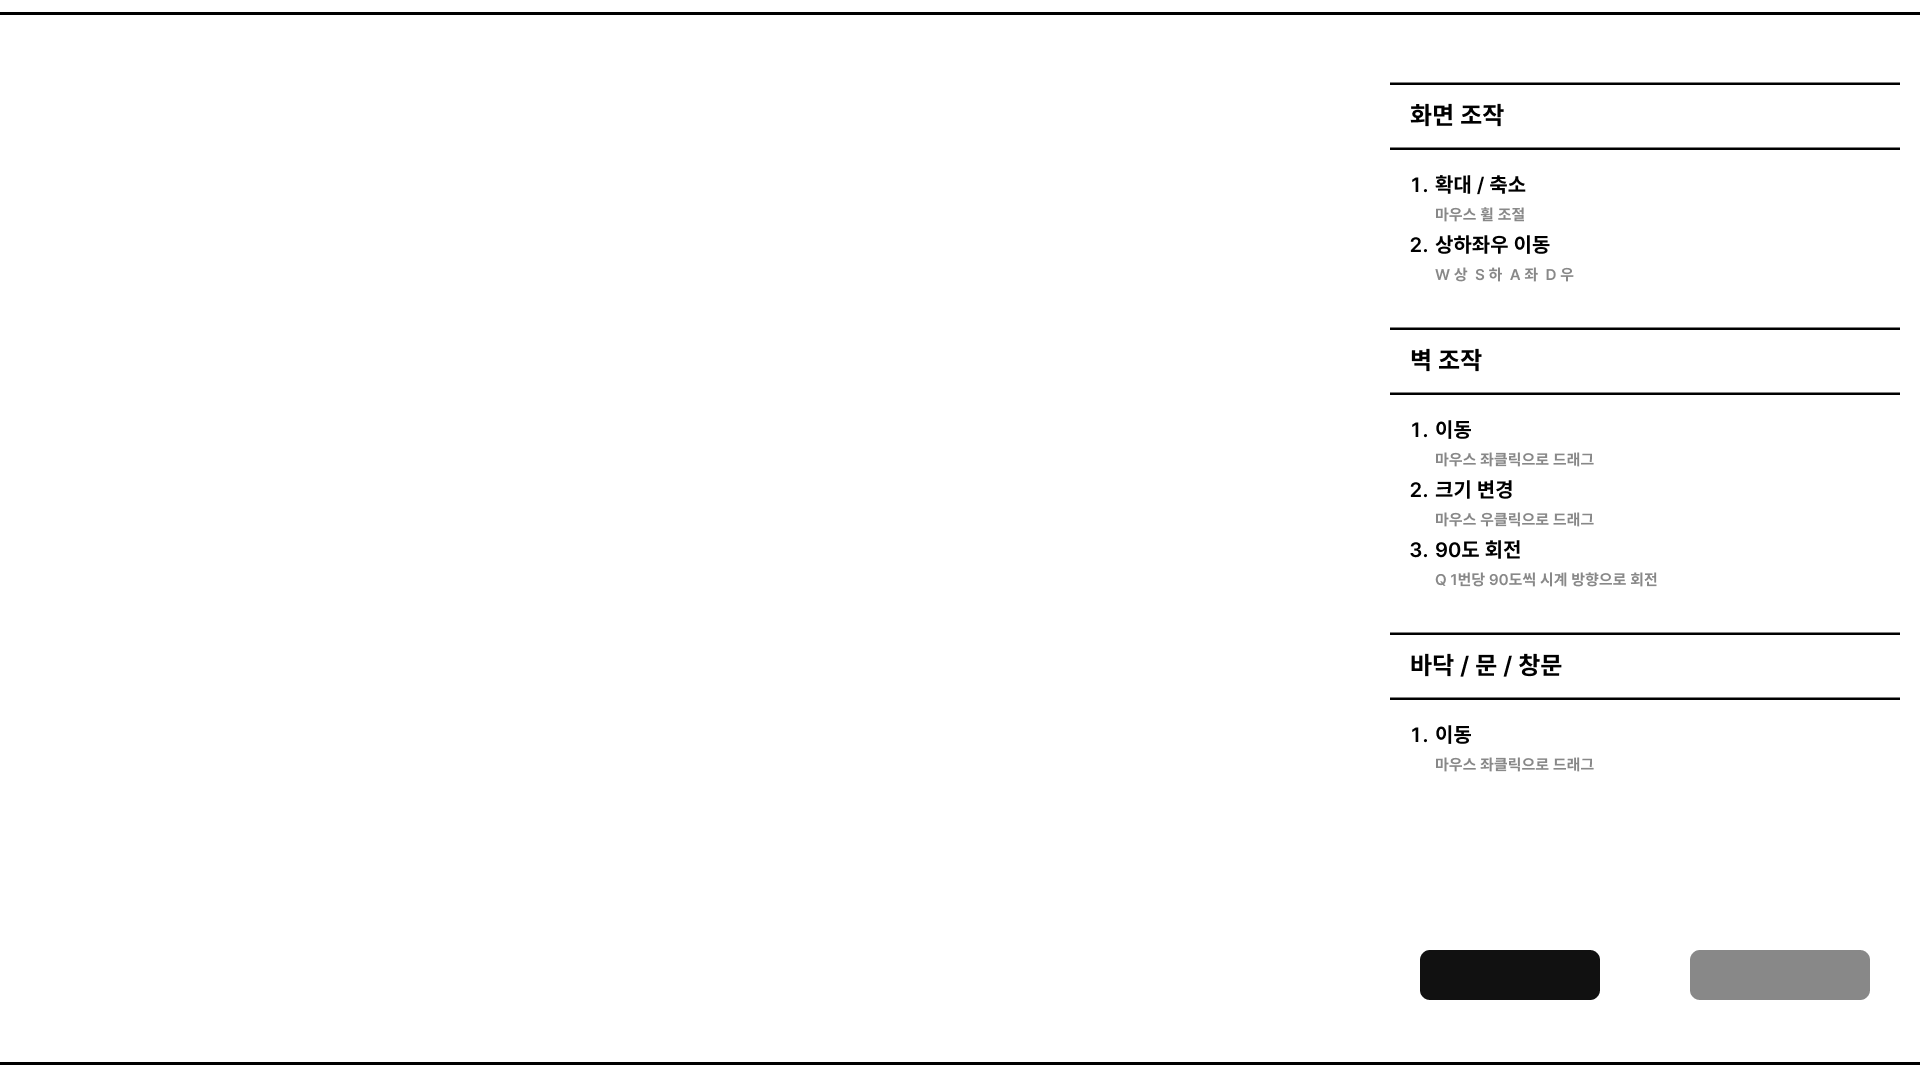 화면 조작
1. 확대 / 축소
마우스 휠 조절
2. 상하좌우 이동
W 상 S 하 A 좌 D 우
벽 조작
1. 이동
마우스 좌클릭으로 드래그
2. 크기 변경
마우스 우클릭으로 드래그
3. 90도 회전
Q 1번당 90도씩 시계 방향으로 회전
바닥 / 문 / 창문
1. 이동
마우스 좌클릭으로 드래그